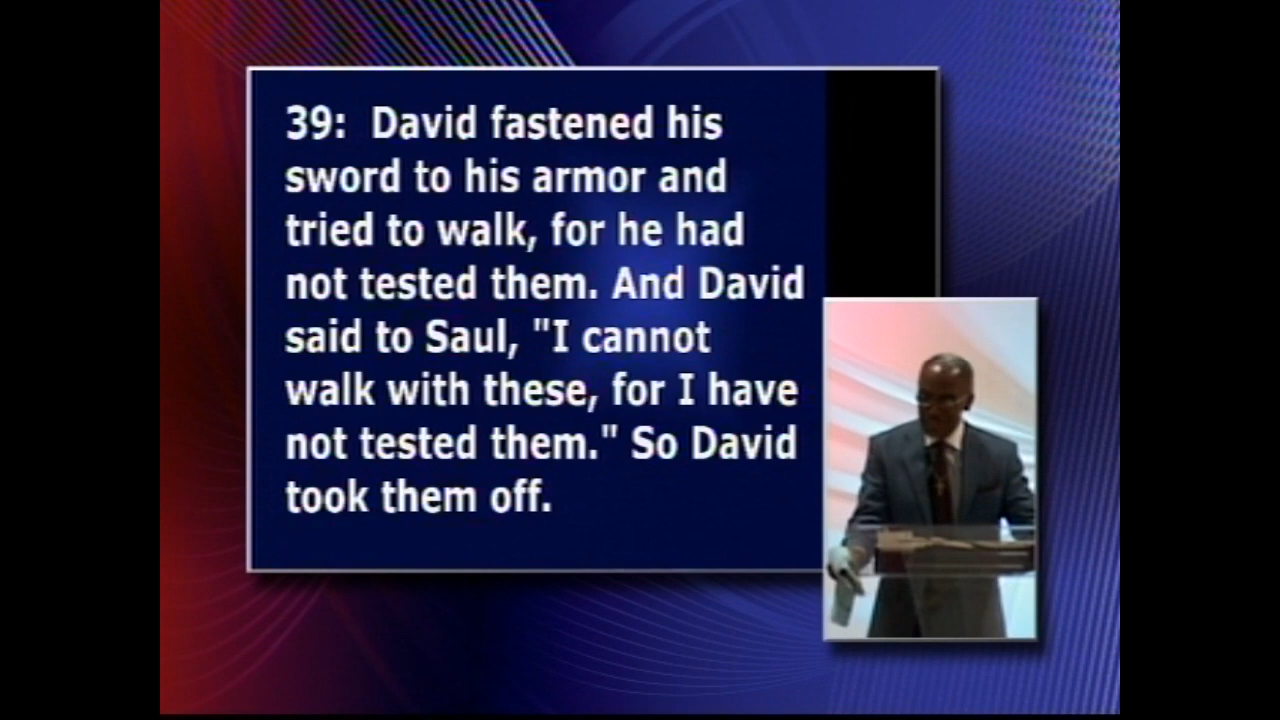 39:  David fastened his
sword to his armor and
tried to walk, for he had
not tested them. And David
said to Saul, "I cannot
walk with these, for I have
not tested them." So David
took them off.